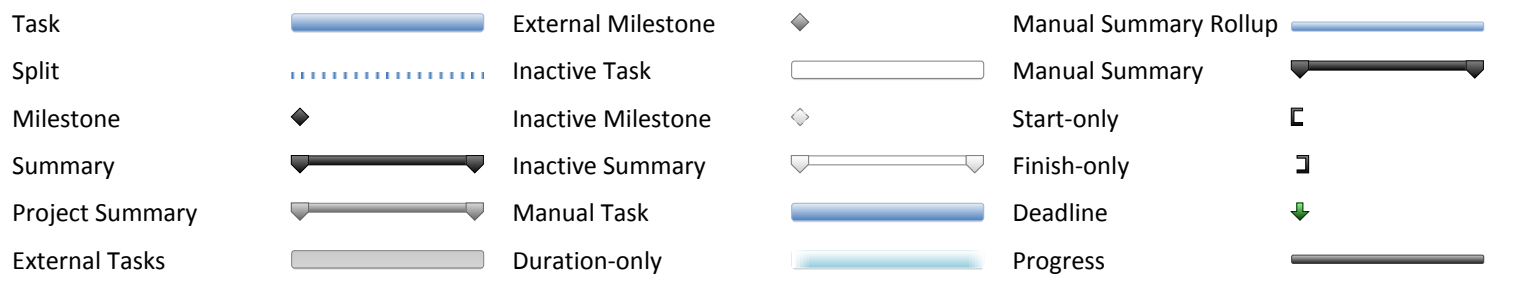 Task External Milestone Manual Summary Rollup
Split Inactive Task Manual Summary
Milestone Inactive Milestone Start-only
Summary Inactive Summary Finish-only
Project Summary Manual Task Deadline
External Tasks Duration-only Progress